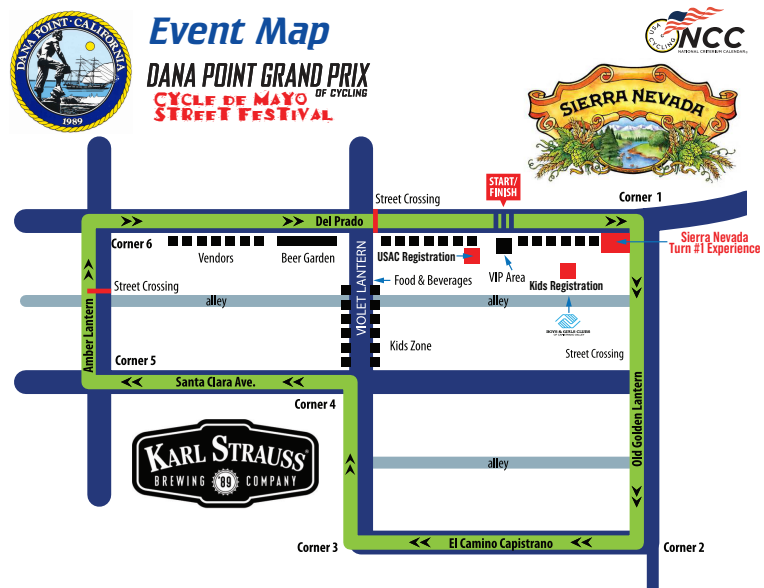 DANA POINT · CALIFORNIA
1989
Event Map
DANA POINT GRAND PRIX
OF CYCLING
CYCLE DE MAYO
STREET FESTIVAL
USA CYCLING
NCC
NATIONAL CRITERIUM CALENDAR
SIERRA NEVADA
START/
FINISH
Street Crossing
Corner 1
Del Prado
Corner 6
Vendors
Beer Garden
USAC Registration
VIP Area
Sierra Nevada
Turn #1 Experience
Kids Registration
Food & Beverages
VIOLET LANTERN
Street Crossing
alley
alley
Amber Lantern
BOYS & GIRLS CLUBS
Kids Zone
Street Crossing
Corner 5
Santa Clara Ave.
Corner 4
Old Golden Lantern
KARL STRAUSS
BREWING '89 COMPANY
alley
Corner 3
El Camino Capistrano
Corner 2